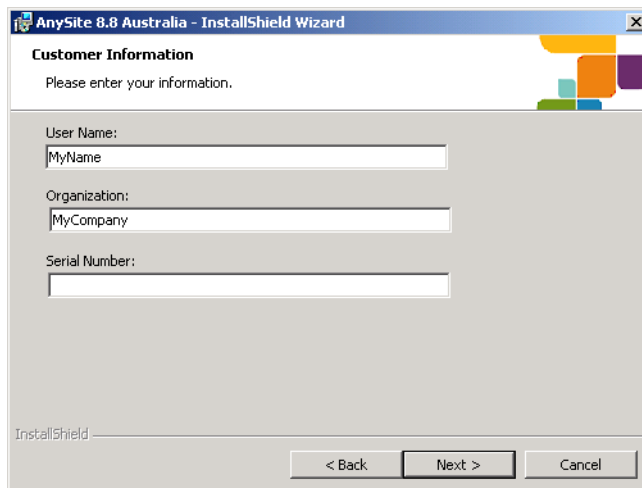 AnySite 8.8 Australia - InstallShield Wizard
Customer Information
Please enter your information.
User Name:
MyName
Organization:
MyCompany
Serial Number:
InstallShield
< Back Next > Cancel